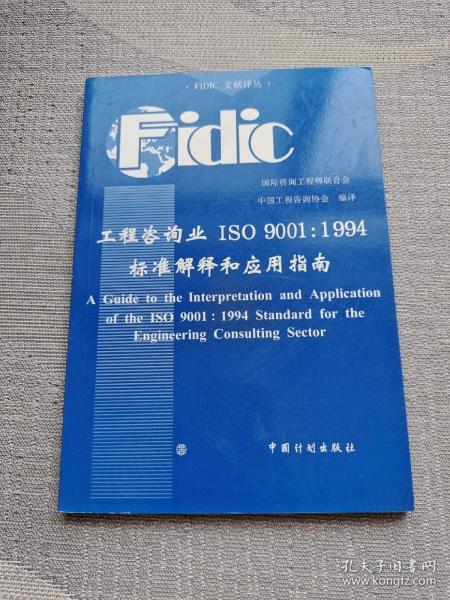 · FIDIC 文献译丛 ·
Fidic
国际咨询工程师联合会
中国工程咨询协会 编译
工程咨询业 ISO 9001:1994
标准解释和应用指南
A Guide to the Interpretation and Application
of the ISO 9001:1994 Standard for the
Engineering Consulting Sector
中国计划出版社
孔夫子旧书网
www.kongfz.com